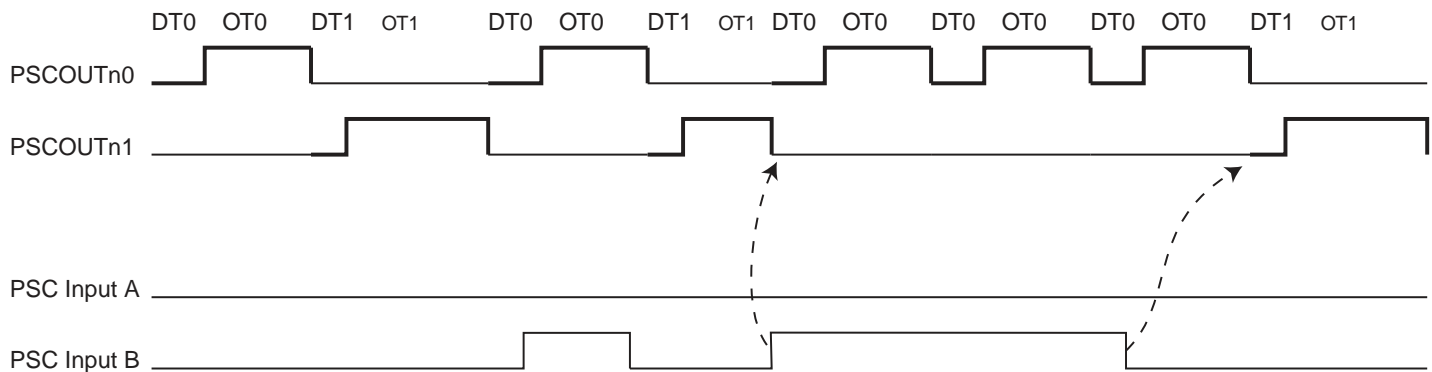 DT0 OT0 DT1 OT1 DT0 OT0 DT1 OT1 DT0 OT0 DT0 OT0 DT0 OT0 DT1 OT1
PSCOUTn0
PSCOUTn1
PSC Input A
PSC Input B